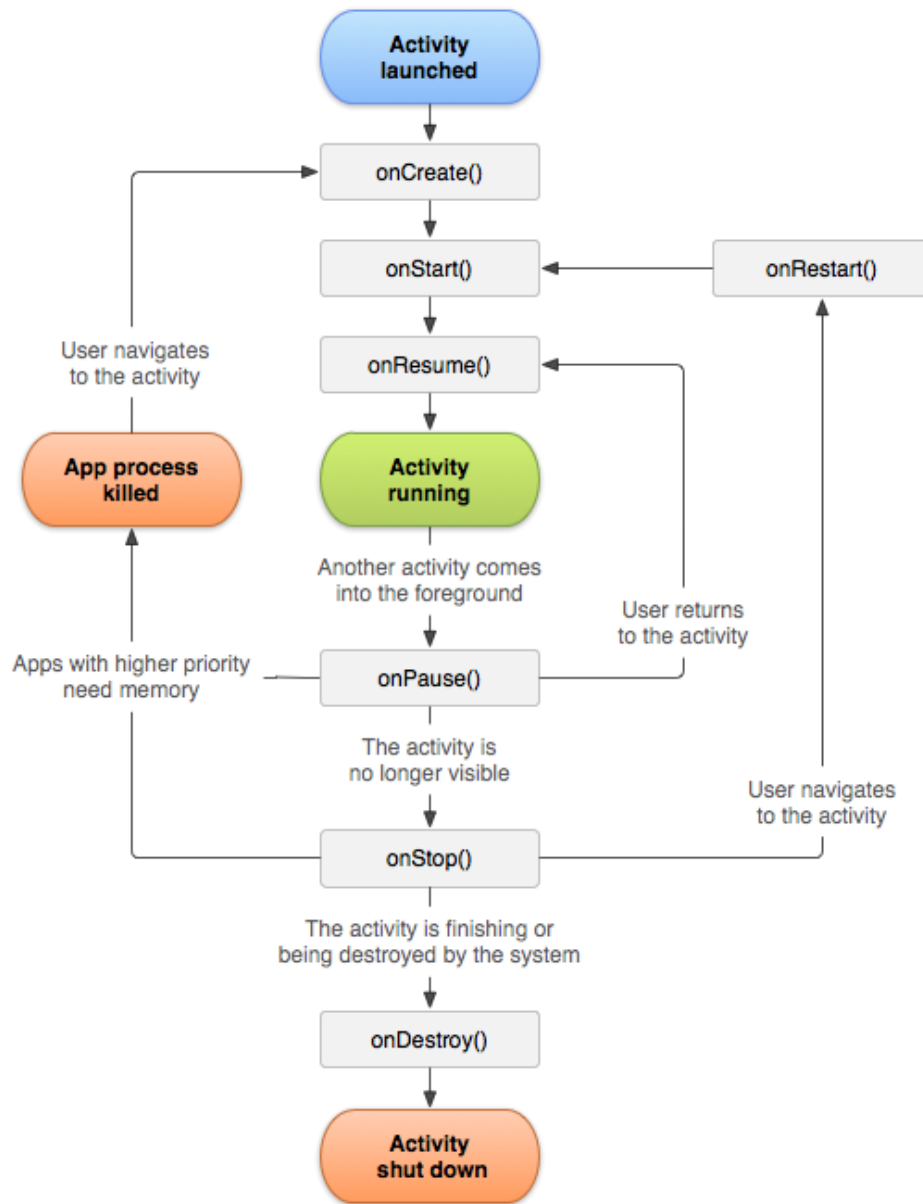 Activity
launched
onCreate()
onStart()
onRestart()
User navigates
to the activity
onResume()
App process
killed
Activity
running
Another activity comes
into the foreground
User returns
to the activity
Apps with higher priority
need memory
onPause()
The activity is
no longer visible
User navigates
to the activity
onStop()
The activity is finishing or
being destroyed by the system
onDestroy()
Activity
shut down